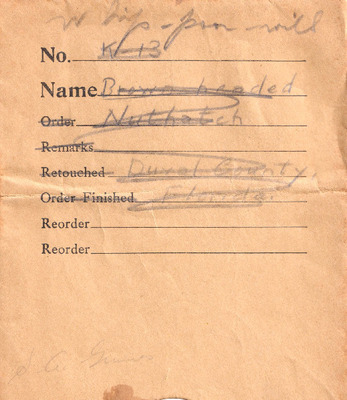 No. K-13
Name Brown-headed
Order Nuthatch
Remarks
Retouched Duval County,
Order Finished Florida.
Reorder
Reorder